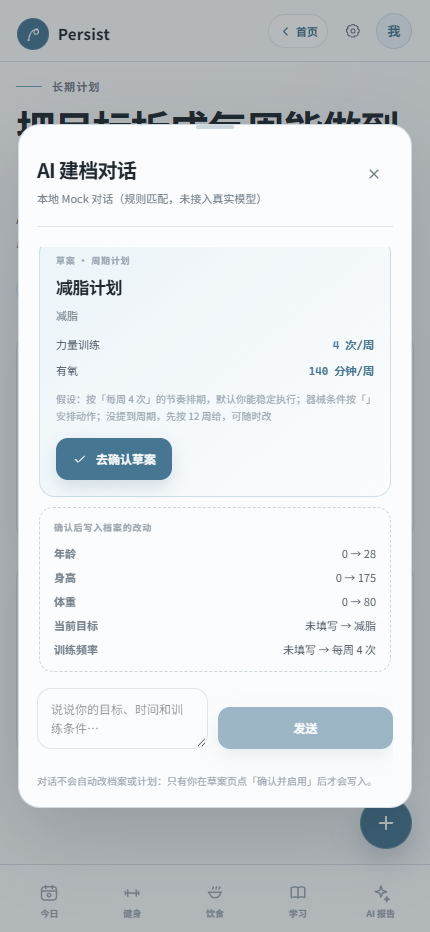 Persist
首页
我
长期计划
AI 建档对话
本地 Mock 对话（规则匹配，未接入真实模型）
草案 · 周期计划
减脂计划
减脂
力量训练 4 次/周
有氧 140 分钟/周
假设：按「每周 4 次」的节奏排期，默认你能稳定执行；器械条件按「」
安排动作；没提到周期，先按 12 周给，可随时改
去确认草案
确认后写入档案的改动
年龄 0 → 28
身高 0 → 175
体重 0 → 80
当前目标 未填写 → 减脂
训练频率 未填写 → 每周 4 次
说说你的目标、时间和训
练条件…
发送
对话不会自动改档案或计划：只有你在草案页点「确认并启用」后才会写入。
今日
健身
饮食
学习
AI 报告